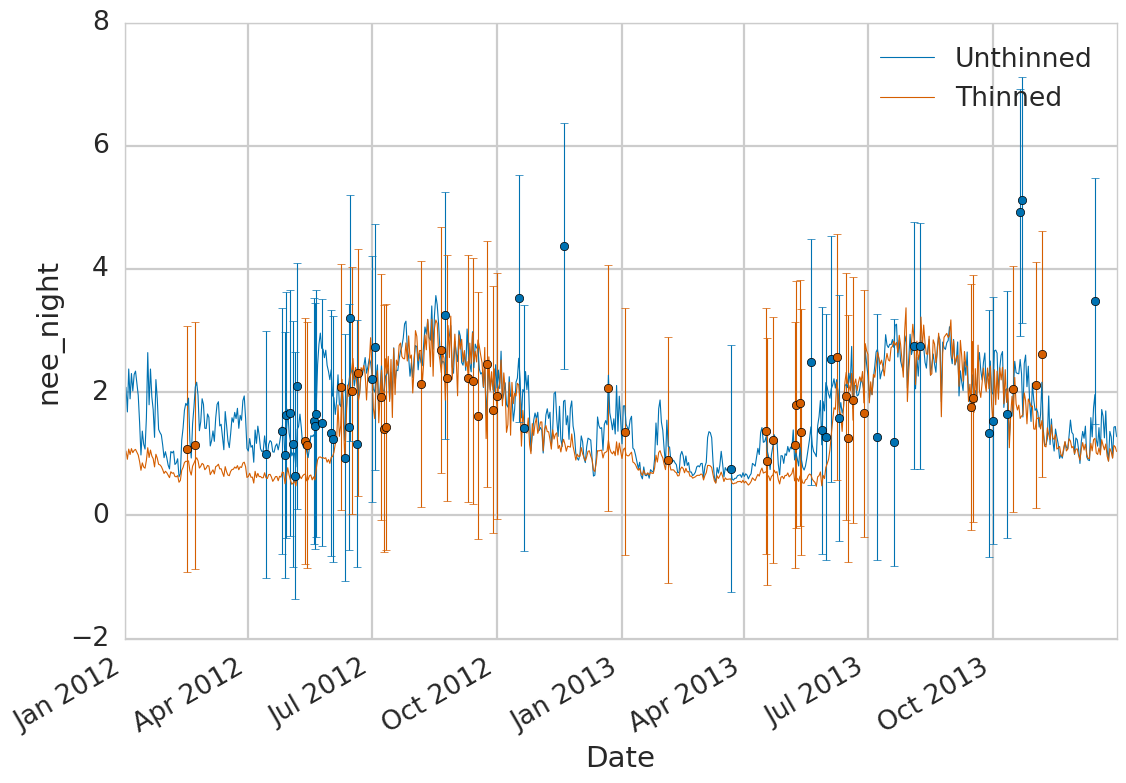 8
6
4
2
0
−2
nee_night
Unthinned
Thinned
Jan 2012
Apr 2012
Jul 2012
Oct 2012
Jan 2013
Apr 2013
Jul 2013
Oct 2013
Date